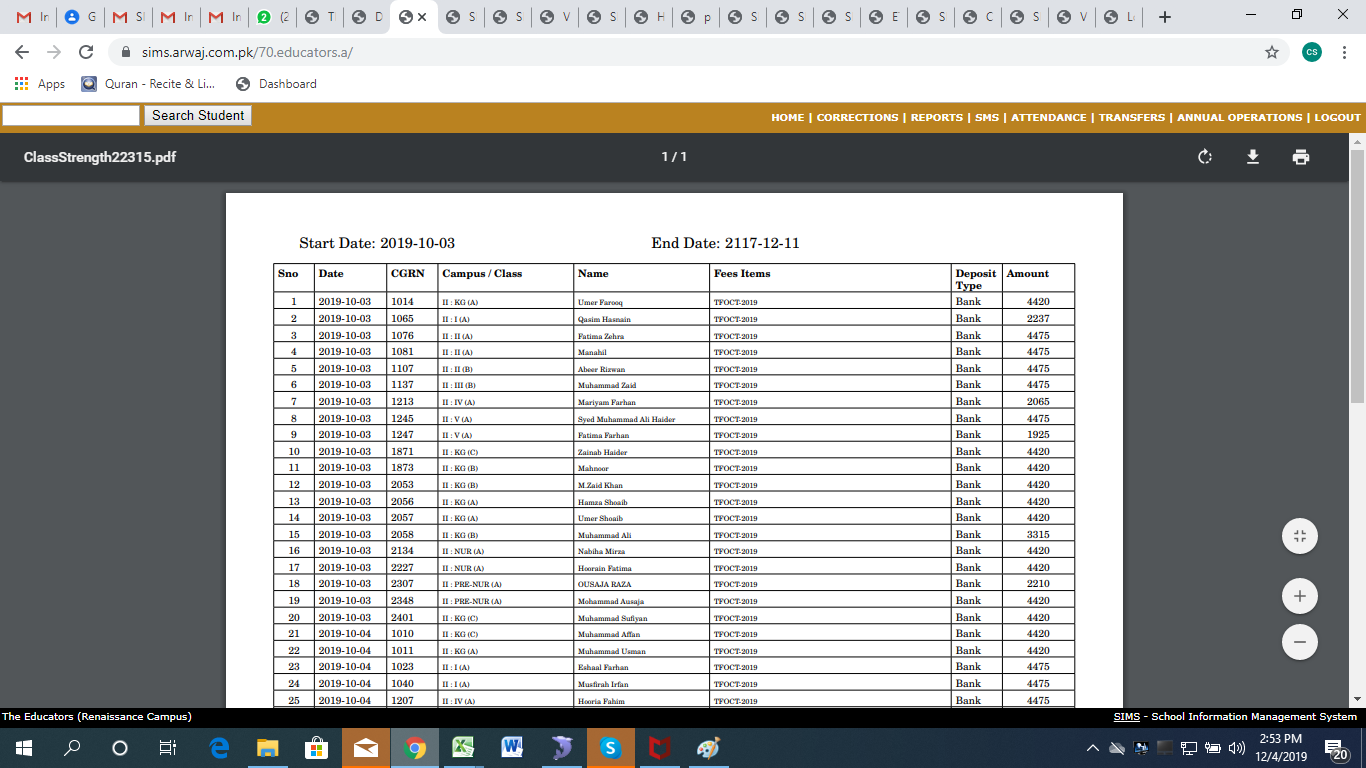 In G SI In In 2 (2 T D S S V S H p S S S E S C S V L
sims.arwaj.com.pk/70.educators.a/ CS
Apps Quran - Recite & Li... Dashboard
Search Student HOME | CORRECTIONS | REPORTS | SMS | ATTENDANCE | TRANSFERS | ANNUAL OPERATIONS | LOGOUT
ClassStrength22315.pdf 1 / 1
Start Date: 2019-10-03 End Date: 2117-12-11
Sno Date CGRN Campus / Class Name Fees Items Deposit Type Amount
1 2019-10-03 1014 II : KG (A) Umer Farooq TFOCT-2019 Bank 4420
2 2019-10-03 1065 II : I (A) Qasim Hasnain TFOCT-2019 Bank 2237
3 2019-10-03 1076 II : II (A) Fatima Zehra TFOCT-2019 Bank 4475
4 2019-10-03 1081 II : II (A) Manahil TFOCT-2019 Bank 4475
5 2019-10-03 1107 II : II (B) Abeer Rizwan TFOCT-2019 Bank 4475
6 2019-10-03 1137 II : III (B) Muhammad Zaid TFOCT-2019 Bank 4475
7 2019-10-03 1213 II : IV (A) Mariyam Farhan TFOCT-2019 Bank 2065
8 2019-10-03 1245 II : V (A) Syed Muhammad Ali Haider TFOCT-2019 Bank 4475
9 2019-10-03 1247 II : V (A) Fatima Farhan TFOCT-2019 Bank 1925
10 2019-10-03 1871 II : KG (C) Zainab Haider TFOCT-2019 Bank 4420
11 2019-10-03 1873 II : KG (B) Mahnoor TFOCT-2019 Bank 4420
12 2019-10-03 2053 II : KG (B) M.Zaid Khan TFOCT-2019 Bank 4420
13 2019-10-03 2056 II : KG (A) Hamza Shoaib TFOCT-2019 Bank 4420
14 2019-10-03 2057 II : KG (A) Umer Shoaib TFOCT-2019 Bank 4420
15 2019-10-03 2058 II : KG (B) Muhammad Ali TFOCT-2019 Bank 3315
16 2019-10-03 2134 II : NUR (A) Nabiha Mirza TFOCT-2019 Bank 4420
17 2019-10-03 2227 II : NUR (A) Hoorain Fatima TFOCT-2019 Bank 4420
18 2019-10-03 2307 II : PRE-NUR (A) OUSAJA RAZA TFOCT-2019 Bank 2210
19 2019-10-03 2348 II : PRE-NUR (A) Mohammad Ausaja TFOCT-2019 Bank 4420
20 2019-10-03 2401 II : KG (C) Muhammad Sufiyan TFOCT-2019 Bank 4420
21 2019-10-04 1010 II : KG (C) Muhammad Affan TFOCT-2019 Bank 4420
22 2019-10-04 1011 II : KG (A) Muhammad Usman TFOCT-2019 Bank 4420
23 2019-10-04 1023 II : I (A) Eshaal Farhan TFOCT-2019 Bank 4475
24 2019-10-04 1040 II : I (A) Musfirah Irfan TFOCT-2019 Bank 4475
25 2019-10-04 1207 II : IV (A) Hooria Fahim TFOCT-2019 Bank 4475
The Educators (Renaissance Campus) SIMS - School Information Management System
2:53 PM
12/4/2019 20